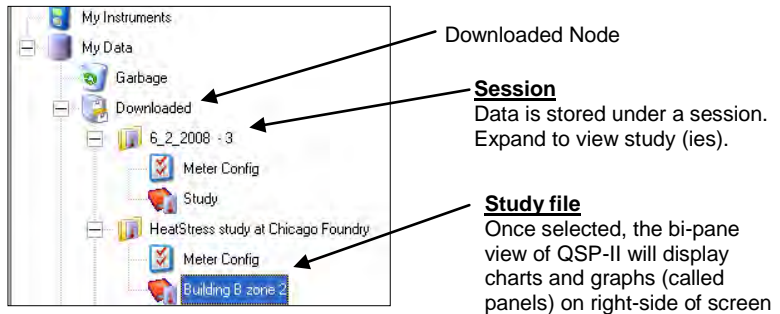 My Instruments
My Data
Garbage
Downloaded
6_2_2008 - 3
Meter Config
Study
HeatStress study at Chicago Foundry
Meter Config
Building B zone 2
Downloaded Node
Session
Data is stored under a session.
Expand to view study (ies).
Study file
Once selected, the bi-pane
view of QSP-II will display
charts and graphs (called
panels) on right-side of screen